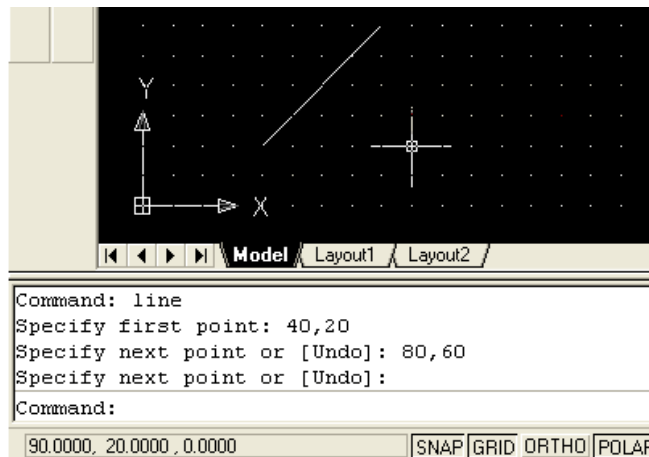 Y
X
Model Layout1 Layout2
Command: line
Specify first point: 40,20
Specify next point or [Undo]: 80,60
Specify next point or [Undo]:
Command:
90.0000, 20.0000 , 0.0000 SNAP GRID ORTHO POLAR